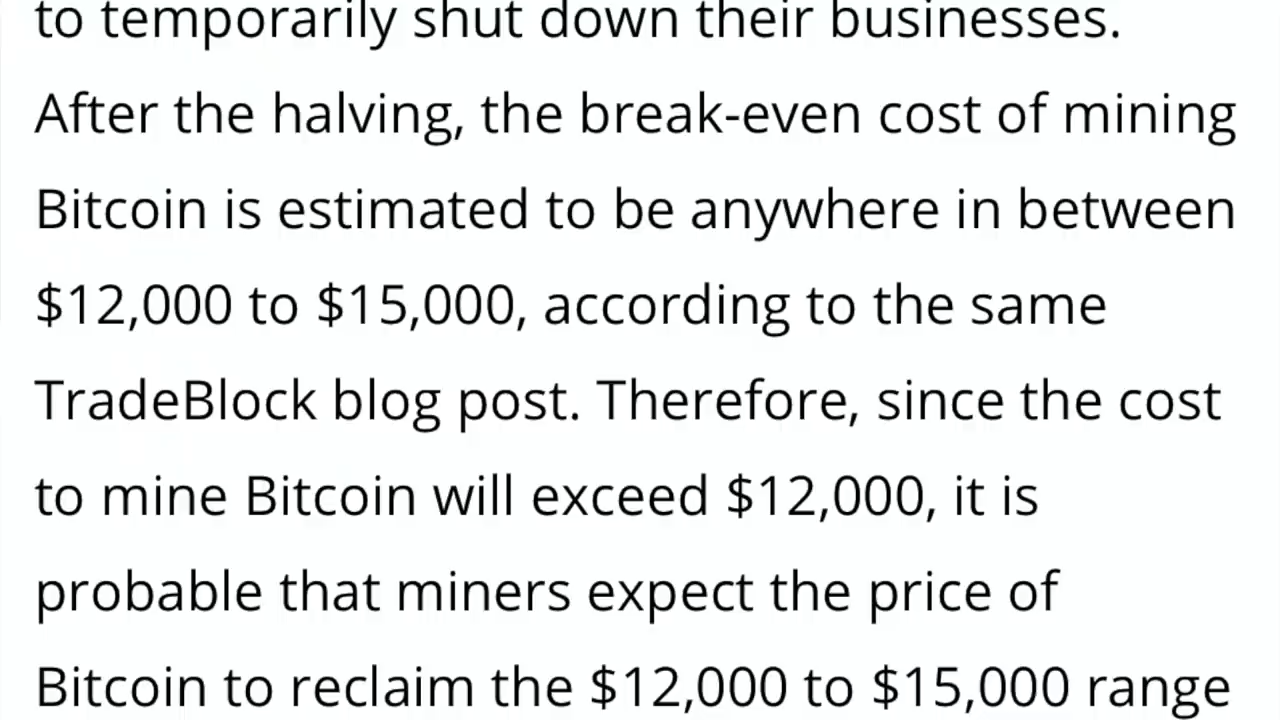 to temporarily shut down their businesses.
After the halving, the break-even cost of mining
Bitcoin is estimated to be anywhere in between
$12,000 to $15,000, according to the same
TradeBlock blog post. Therefore, since the cost
to mine Bitcoin will exceed $12,000, it is
probable that miners expect the price of
Bitcoin to reclaim the $12,000 to $15,000 range